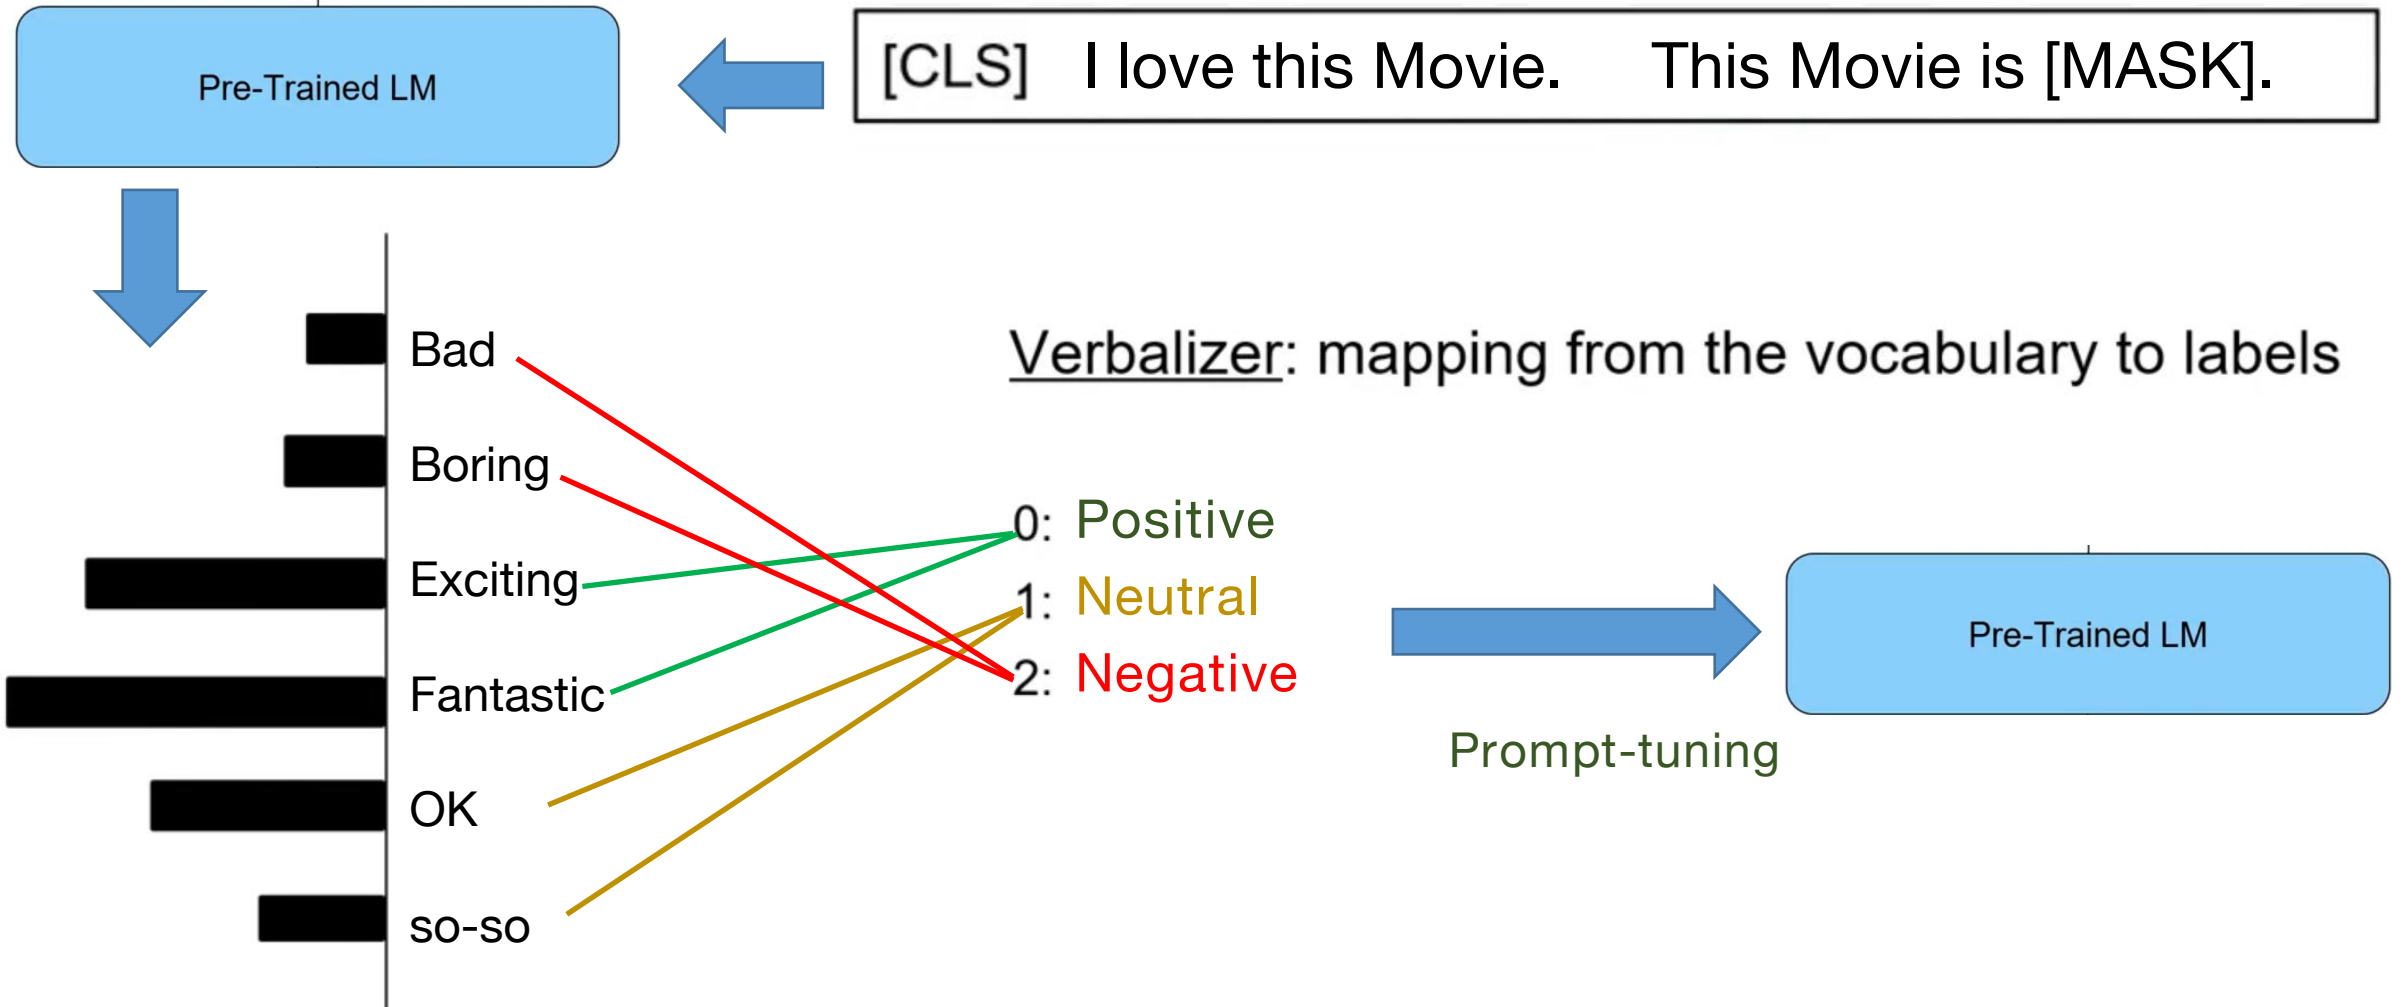 Pre-Trained LM
[CLS] I love this Movie. This Movie is [MASK].
Verbalizer: mapping from the vocabulary to labels
Bad
Boring
Exciting
Fantastic
OK
so-so
0: Positive
1: Neutral
2: Negative
Prompt-tuning
Pre-Trained LM